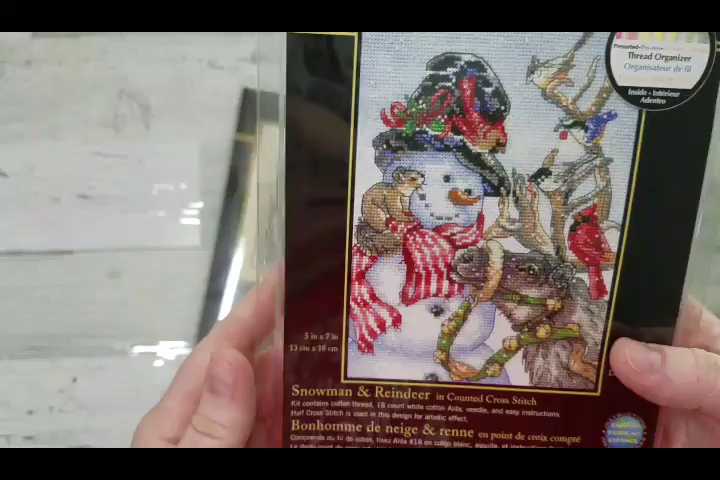 Thread Organizer
Organisateur de fil
Inside • Intérieur
Adentro
5 in x 7 in
13 cm x 18 cm
Snowman & Reindeer in Counted Cross Stitch
Kit contains cotton thread, 18 count white cotton Aida, needle, and easy instructions.
Half Cross Stitch is used in this design for artistic effect.
Bonhomme de neige & renne en point de croix compté